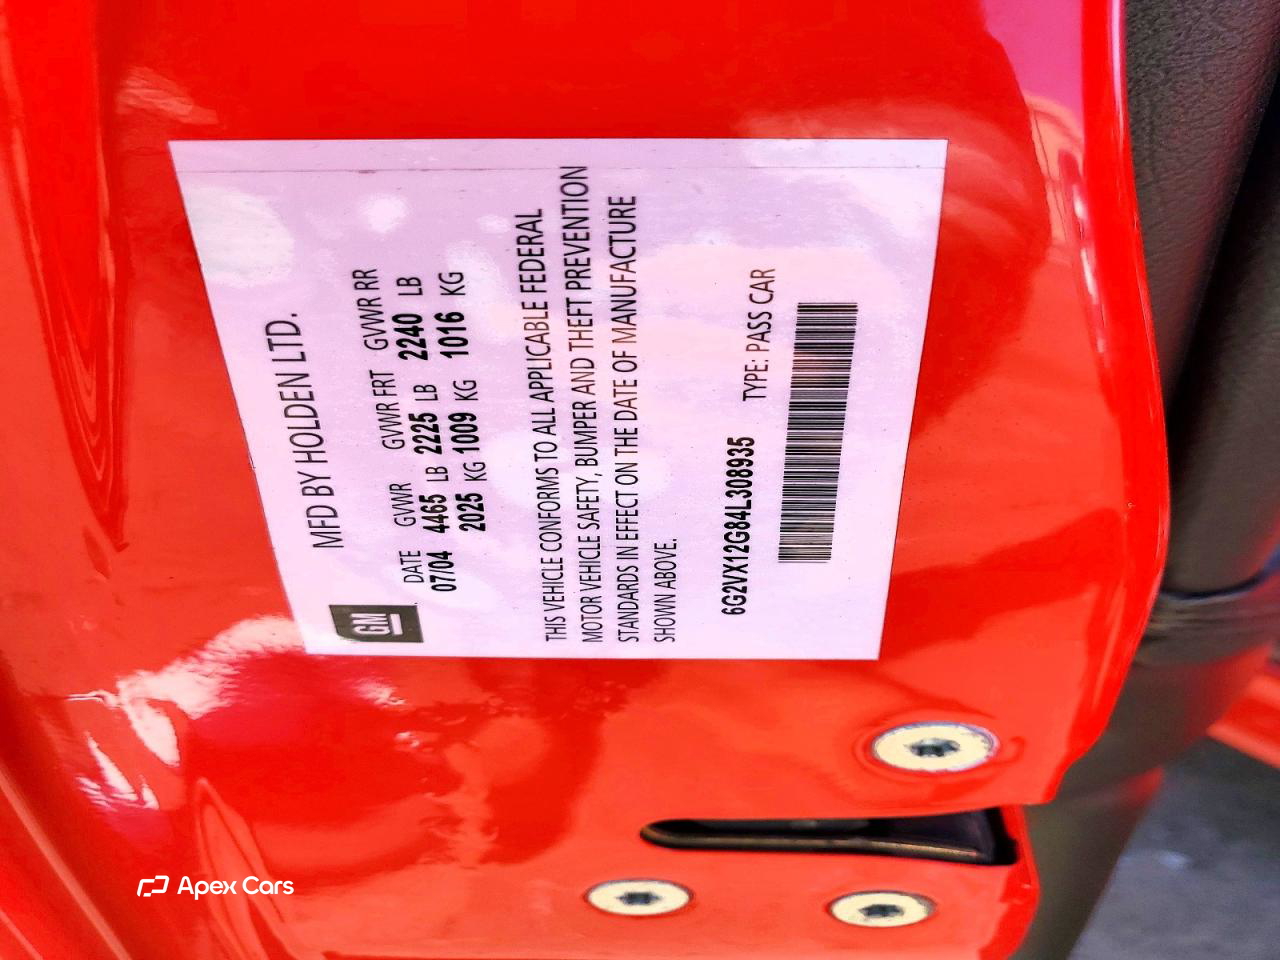 MFD BY HOLDEN LTD.
GM
DATE GVWR GVWR FRT GVWR RR
07/04 4465 LB 2225 LB 2240 LB
2025 KG 1009 KG 1016 KG
THIS VEHICLE CONFORMS TO ALL APPLICABLE FEDERAL
MOTOR VEHICLE SAFETY, BUMPER AND THEFT PREVENTION
STANDARDS IN EFFECT ON THE DATE OF MANUFACTURE
SHOWN ABOVE.
6G2VX12G84L308935 TYPE: PASS CAR
Apex Cars